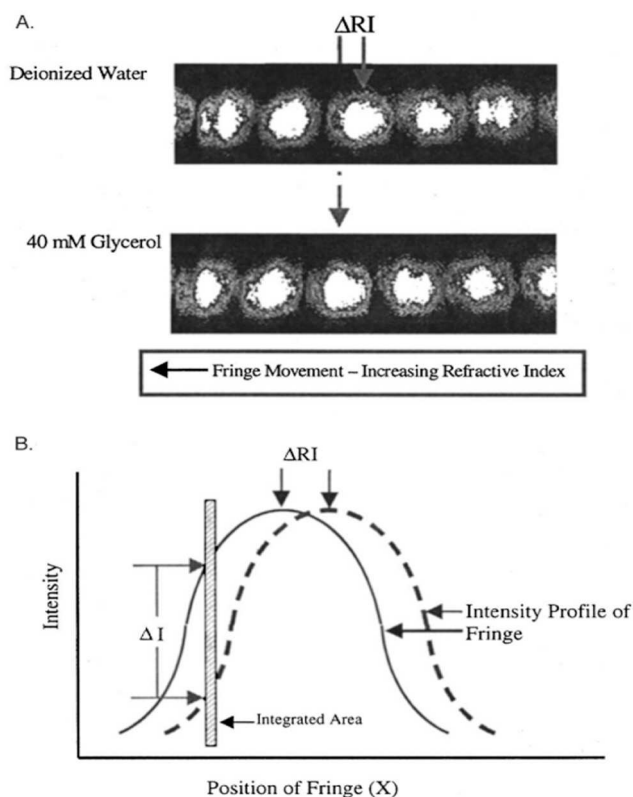 A.
ΔRI
Deionized Water
40 mM Glycerol
Fringe Movement – Increasing Refractive Index
B.
ΔRI
Intensity
ΔI
Intensity Profile of
Fringe
Integrated Area
Position of Fringe (X)